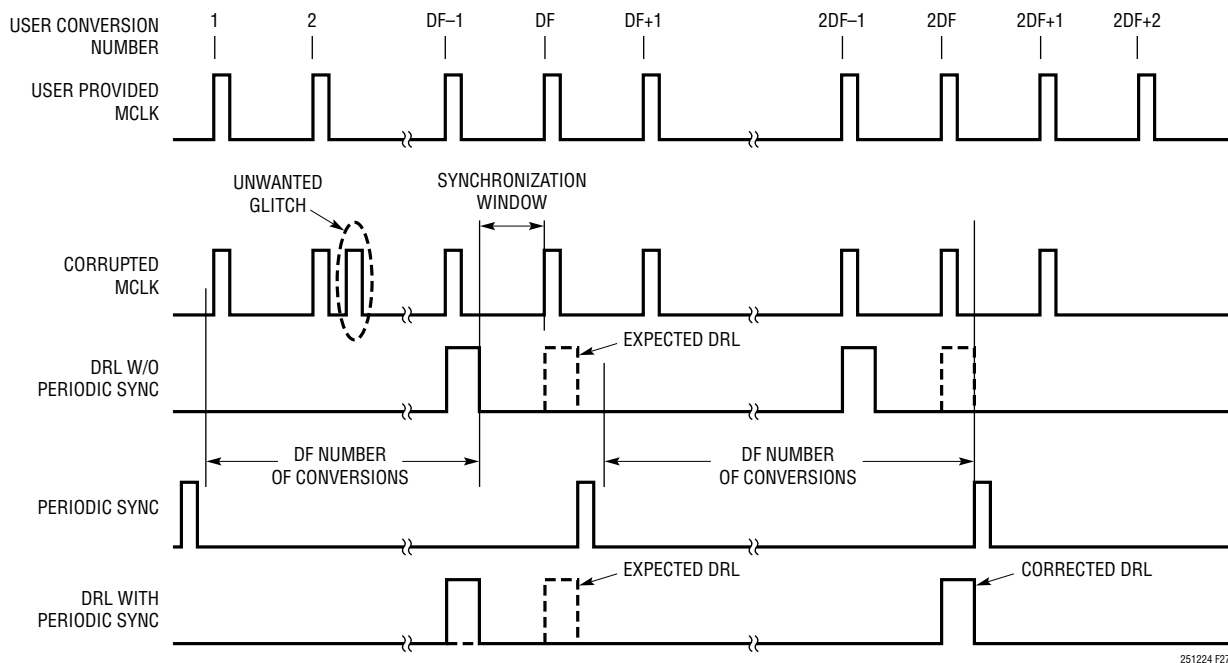 USER CONVERSION
NUMBER
1
2
DF–1
DF
DF+1
2DF–1
2DF
2DF+1
2DF+2
USER PROVIDED
MCLK
UNWANTED
GLITCH
SYNCHRONIZATION
WINDOW
CORRUPTED
MCLK
DRL W/O
PERIODIC SYNC
EXPECTED DRL
DF NUMBER
OF CONVERSIONS
DF NUMBER
OF CONVERSIONS
PERIODIC SYNC
DRL WITH
PERIODIC SYNC
EXPECTED DRL
CORRECTED DRL
251224 F27